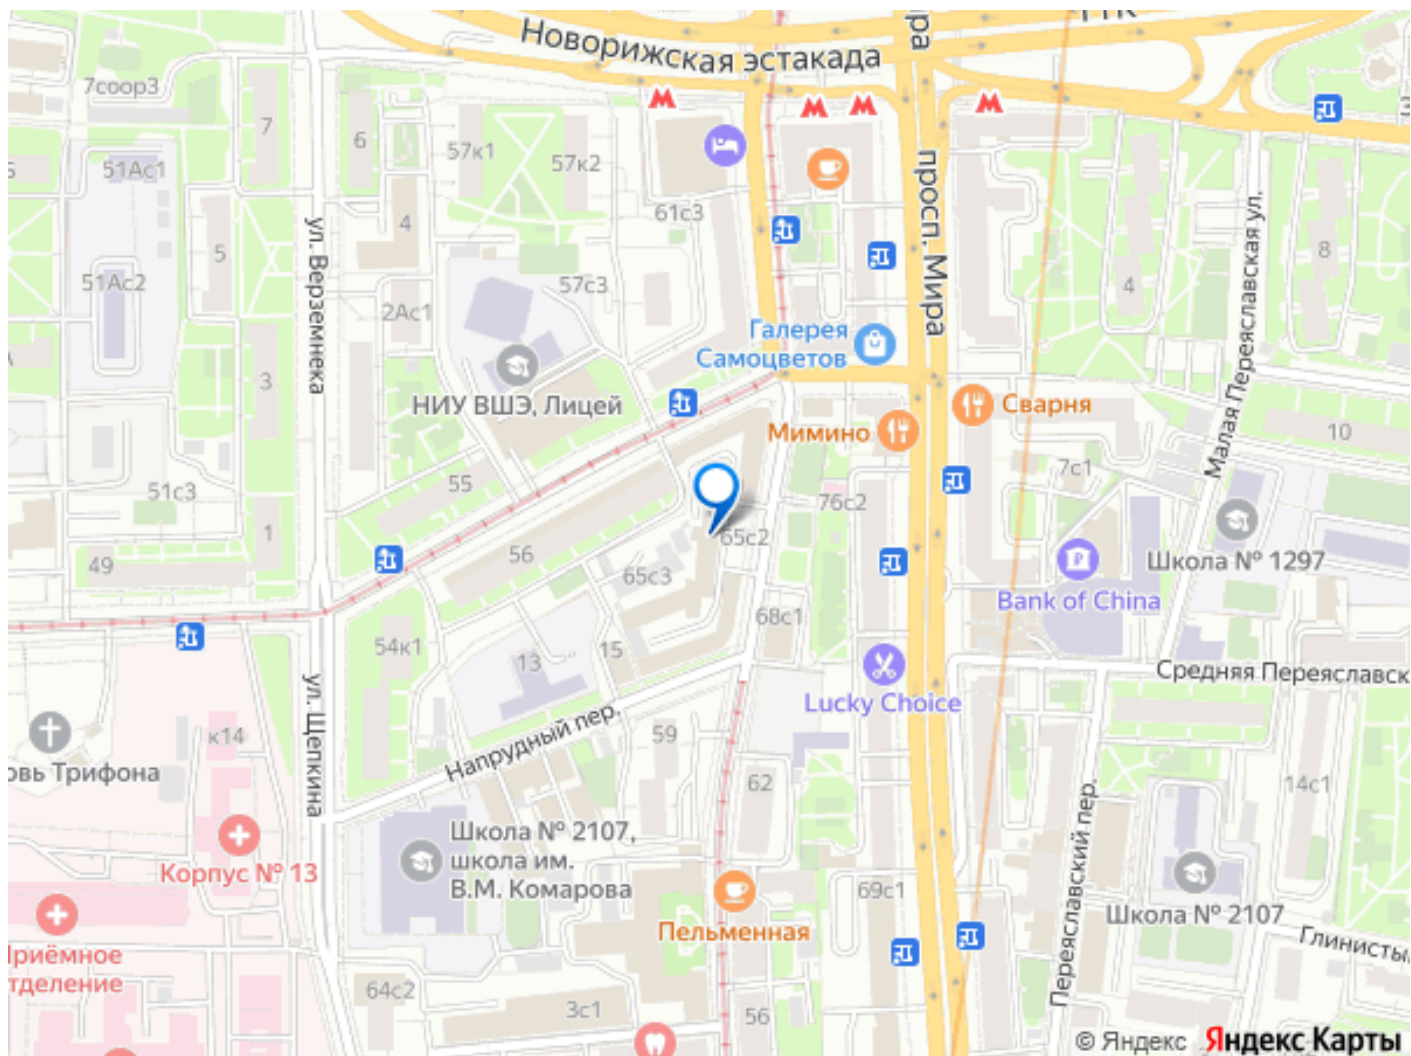 Новорижская эстакада
7соор3
7
6
57к1
57к2
51Ас1
61с3
просп. Мира
Малая Переяславская ул.
ул. Верземнека
4
5
8
4
51Ас2
57с3
2Ас1
Галерея
Самоцветов
3
НИУ ВШЭ, Лицей
Сварня
Мимино
10
7с1
55
51с3
76с2
1
65с2
Школа № 1297
56
49
65с3
Bank of China
68с1
54к1
15
13
Средняя Переяславск
Lucky Choice
ул. Щепкина
Напрудный пер.
к14
59
овь Трифона
62
14с1
Переяславский пер.
Школа № 2107,
школа им.
В.М. Комарова
Корпус № 13
69с1
Школа № 2107
Пельменная
Глинисты
Приёмное
тделение
64с2
3с1
56
© Яндекс Яндекс Карты